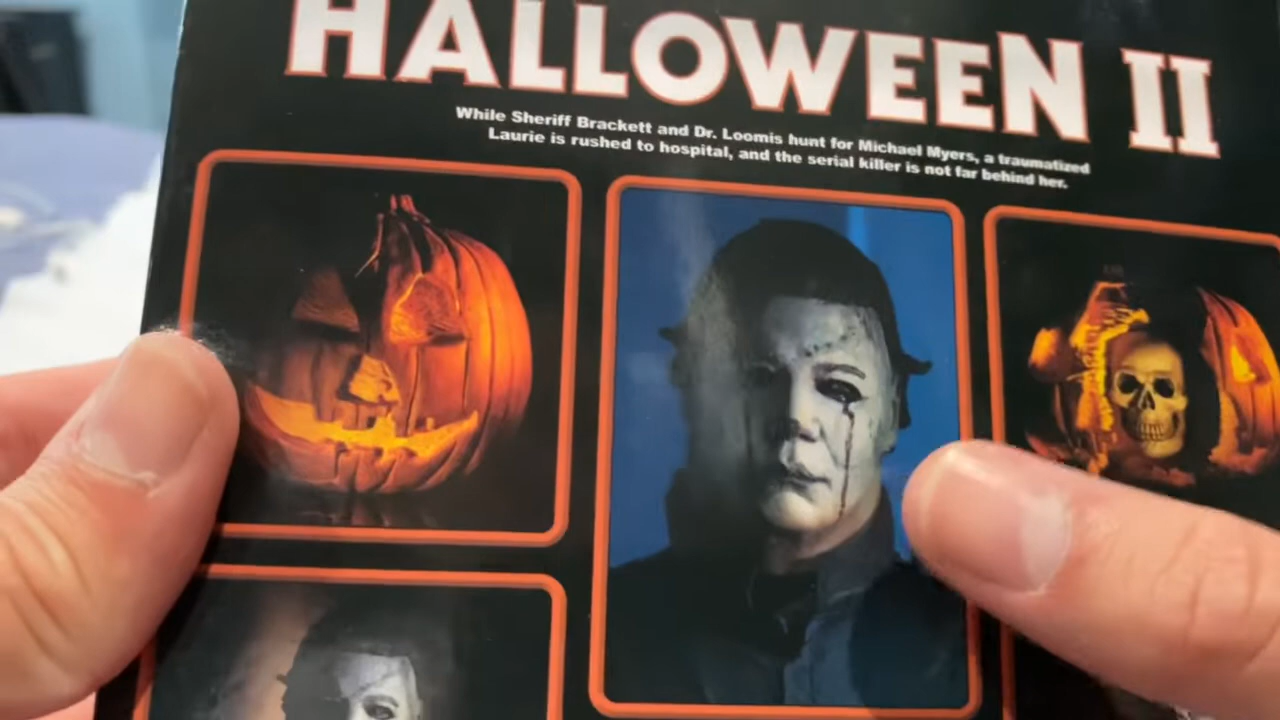 HALLOWEEN II
While Sheriff Brackett and Dr. Loomis hunt for Michael Myers, a traumatized
Laurie is rushed to hospital, and the serial killer is not far behind her.